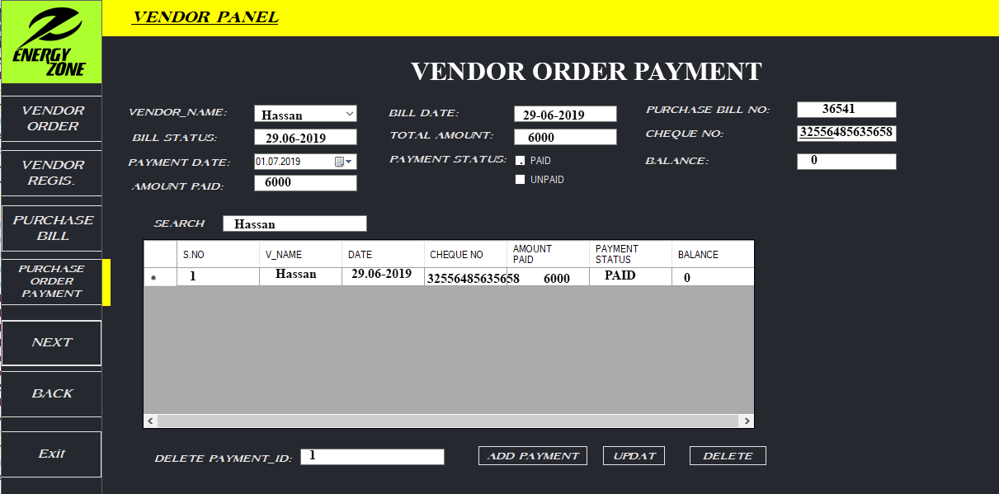 ENERGY
ZONE
VENDOR PANEL
VENDOR ORDER PAYMENT
VENDOR
ORDER
VENDOR
REGIS.
PURCHASE
BILL
PURCHASE
ORDER
PAYMENT
NEXT
BACK
Exit
VENDOR_NAME: Hassan BILL DATE: 29-06-2019 PURCHASE BILL NO: 36541
BILL STATUS: 29.06-2019 TOTAL AMOUNT: 6000 CHEQUE NO: 32556485635658
PAYMENT DATE: 01.07.2019 PAYMENT STATUS: PAID BALANCE: 0
AMOUNT PAID: 6000 UNPAID
SEARCH Hassan
S.NO V_NAME DATE CHEQUE NO AMOUNT PAID PAYMENT STATUS BALANCE
* 1 Hassan 29.06-2019 32556485635658 6000 PAID 0
DELETE PAYMENT_ID: 1 ADD PAYMENT UPDAT DELETE